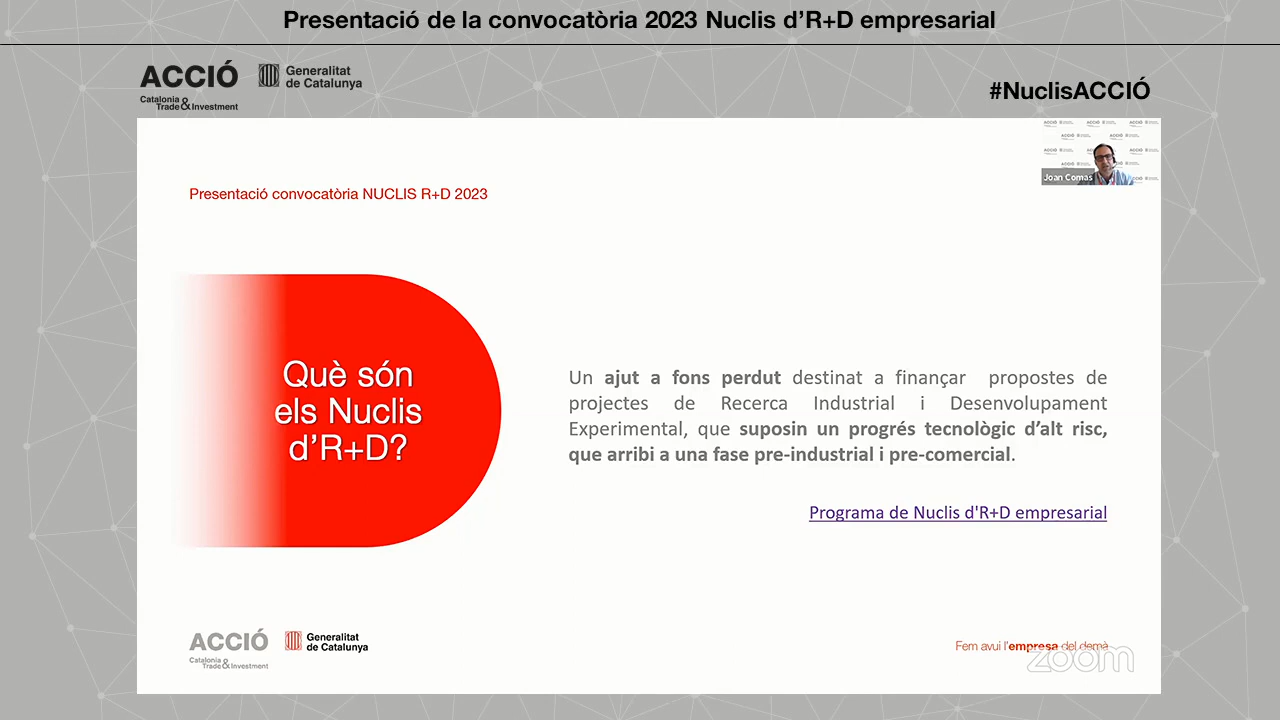 Presentació de la convocatòria 2023 Nuclis d'R+D empresarial
ACCIÓ
Catalonia
Trade & Investment
Generalitat
de Catalunya
#NuclisACCIÓ
Joan Comas
Presentació convocatòria NUCLIS R+D 2023
Què són
els Nuclis
d'R+D?
Un ajut a fons perdut destinat a finançar propostes de
projectes de Recerca Industrial i Desenvolupament
Experimental, que suposin un progrés tecnològic d'alt risc,
que arribi a una fase pre-industrial i pre-comercial.
Programa de Nuclis d'R+D empresarial
ACCIÓ
Catalonia
Trade & Investment
Generalitat
de Catalunya
Fem avui l'empresa del demà
zoom